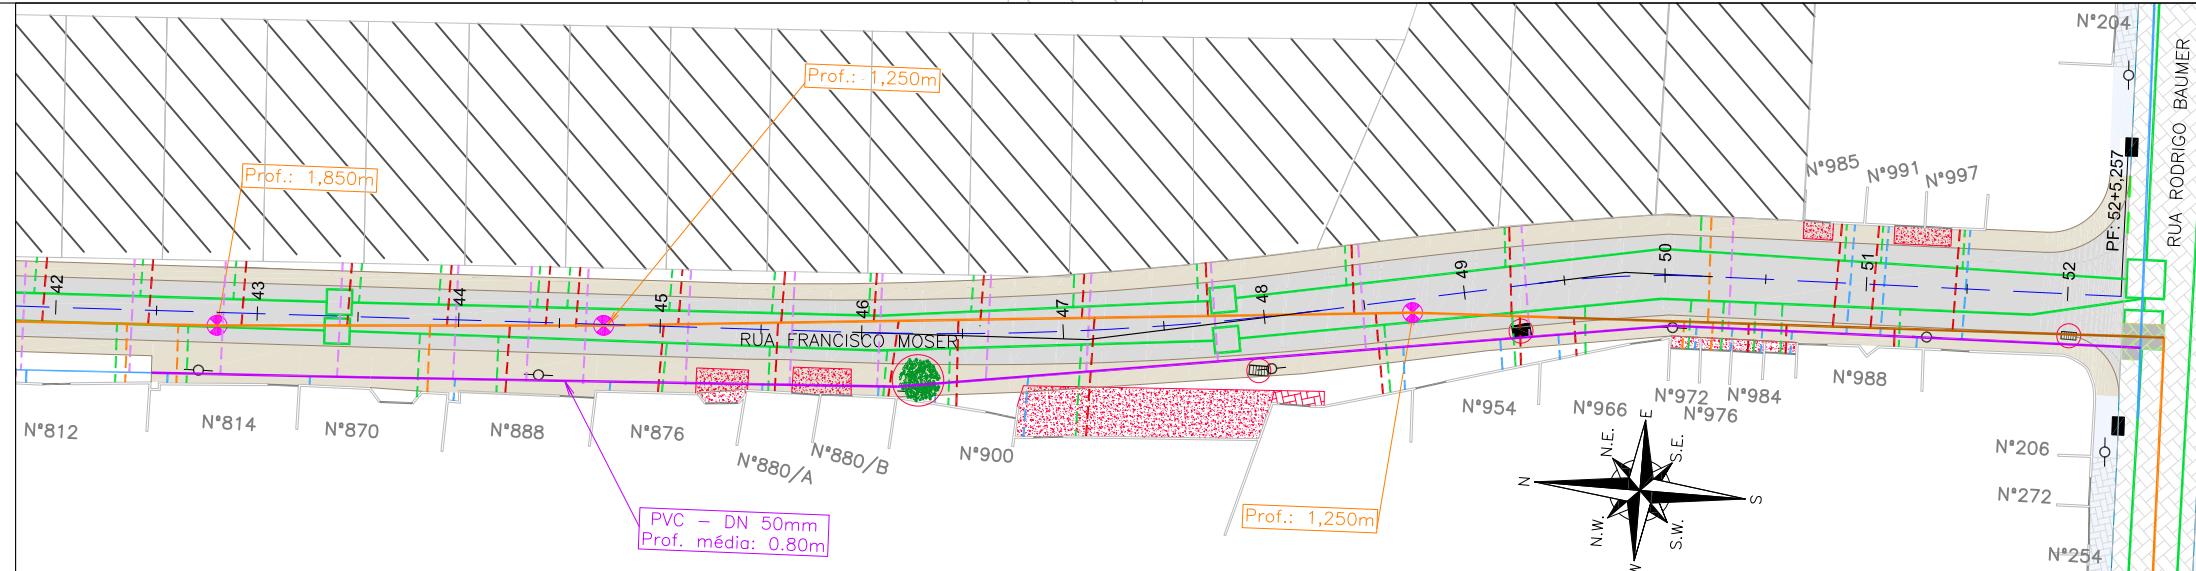 N°204
RUA RODRIGO BAUMER
Prof.: 1,250m
Prof.: 1,850m
PF: 52+5,257
N°985
N°991
N°997
42
43
44
45
46
47
48
49
50
51
52
RUA FRANCISCO MOSER
N°812
N°814
N°870
N°888
N°876
N°880/A
N°880/B
N°900
N°954
N°966
N°972
N°976
N°984
N°988
N°206
N°272
N°254
PVC - DN 50mm
Prof. média: 0.80m
Prof.: 1,250m
E
N.E.
S.E.
N
S
N.W.
S.W.
W